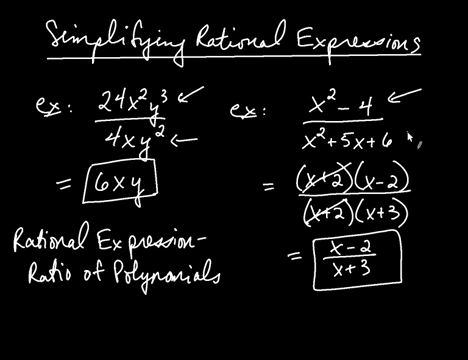 Simplifying Rational Expressions
ex: 24x²y³
4xy²
= 6xy
Rational Expression-
Ratio of Polynomials
ex: x² - 4
x² + 5x + 6
= (x+2)(x-2)
(x+2)(x+3)
= x-2
x+3